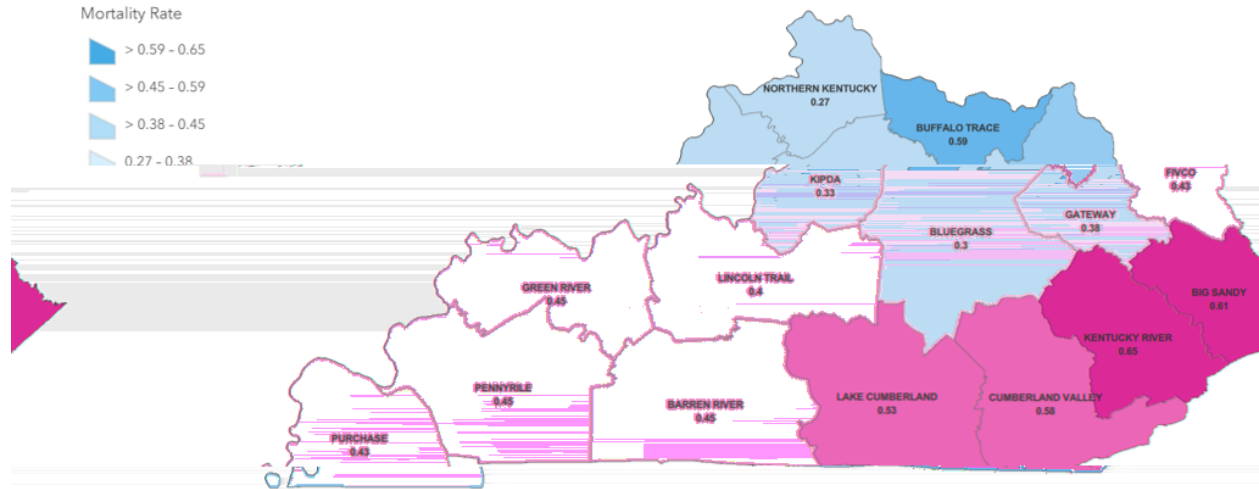 Mortality Rate
> 0.59 - 0.65
> 0.45 - 0.59
> 0.38 - 0.45
0.27 - 0.38
NORTHERN KENTUCKY
0.27
BUFFALO TRACE
0.59
FIVCO
0.43
KIPDA
0.33
GATEWAY
0.38
BLUEGRASS
0.3
LINCOLN TRAIL
0.4
GREEN RIVER
0.45
BIG SANDY
0.61
KENTUCKY RIVER
0.65
PENNYRILE
0.45
BARREN RIVER
0.45
LAKE CUMBERLAND
0.53
CUMBERLAND VALLEY
0.58
PURCHASE
0.43